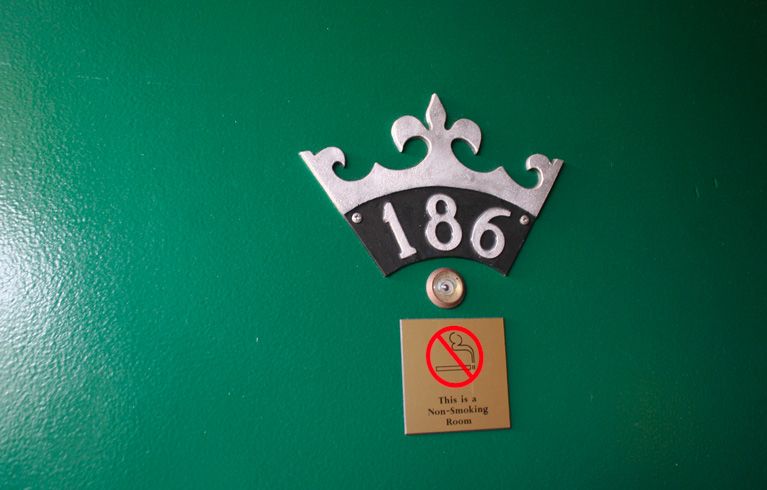 186
This is a
Non-Smoking
Room